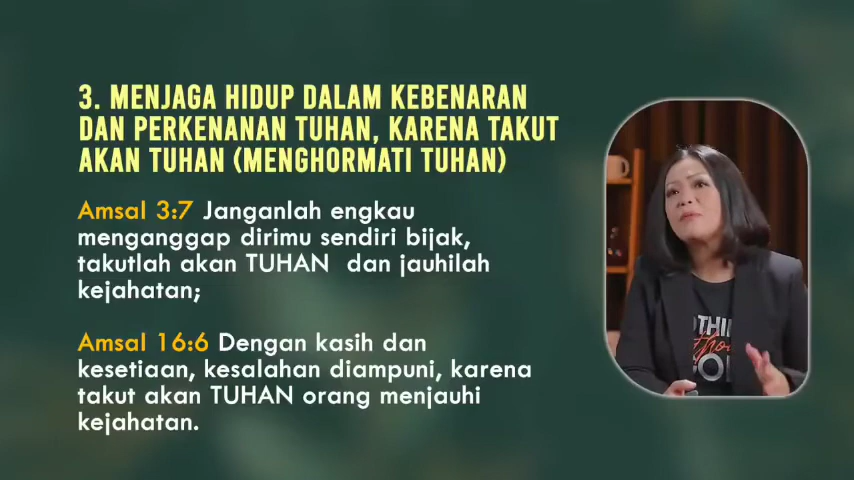 3. MENJAGA HIDUP DALAM KEBENARAN
DAN PERKENANAN TUHAN, KARENA TAKUT
AKAN TUHAN (MENGHORMATI TUHAN)
Amsal 3:7 Janganlah engkau
menganggap dirimu sendiri bijak,
takutlah akan TUHAN dan jauhilah
kejahatan;
Amsal 16:6 Dengan kasih dan
kesetiaan, kesalahan diampuni, karena
takut akan TUHAN orang menjauhi
kejahatan.